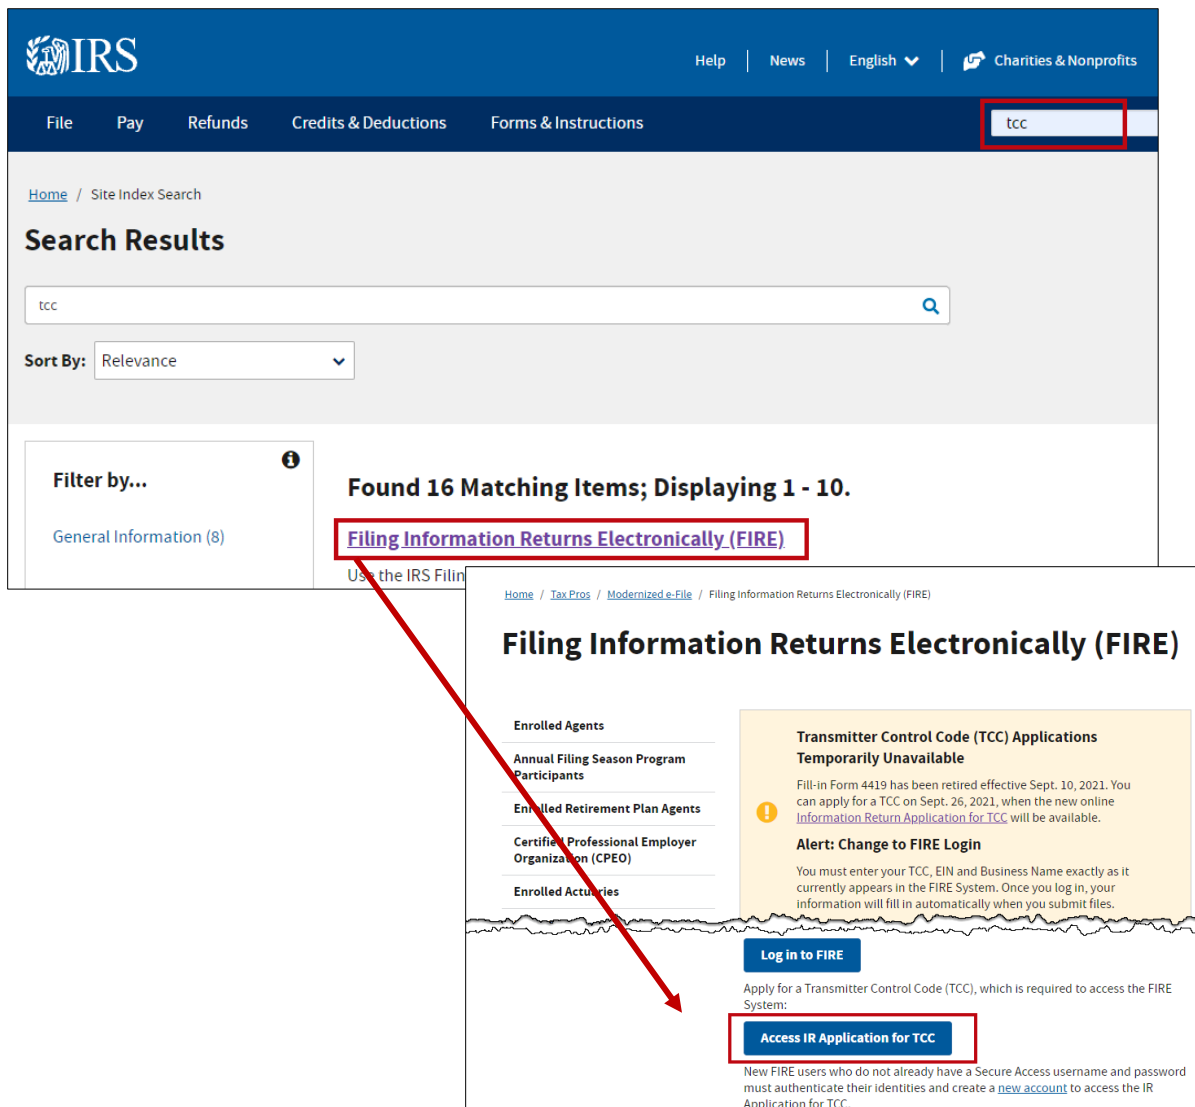 IRS
Help
News
English
Charities & Nonprofits
File
Pay
Refunds
Credits & Deductions
Forms & Instructions
tcc
Home / Site Index Search
Search Results
tcc
Sort By: Relevance
Filter by...
General Information (8)
Found 16 Matching Items; Displaying 1 - 10.
Filing Information Returns Electronically (FIRE)
Use the IRS Filin
Home / Tax Pros / Modernized e-File / Filing Information Returns Electronically (FIRE)
Filing Information Returns Electronically (FIRE)
Enrolled Agents
Annual Filing Season Program
Participants
Enrolled Retirement Plan Agents
Certified Professional Employer
Organization (CPEO)
Enrolled Actuaries
Transmitter Control Code (TCC) Applications
Temporarily Unavailable
Fill-in Form 4419 has been retired effective Sept. 10, 2021. You
can apply for a TCC on Sept. 26, 2021, when the new online
Information Return Application for TCC will be available.
Alert: Change to FIRE Login
You must enter your TCC, EIN and Business Name exactly as it
currently appears in the FIRE System. Once you log in, your
information will fill in automatically when you submit files.
Log in to FIRE
Apply for a Transmitter Control Code (TCC), which is required to access the FIRE
System:
Access IR Application for TCC
New FIRE users who do not already have a Secure Access username and password
must authenticate their identities and create a new account to access the IR
Application for TCC.